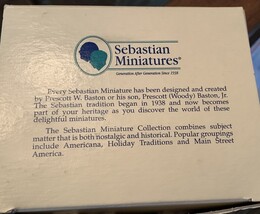 Sebastian
Miniatures®
Generation After Generation Since 1938
Every Sebastian Miniature has been designed and created
by Prescott W. Baston or his son, Prescott (Woody) Baston, Jr.
The Sebastian tradition began in 1938 and now becomes
part of your heritage as you discover the world of these
delightful miniatures.
The Sebastian Miniature Collection combines subject
matter that is both nostalgic and historical. Popular groupings
include Americana, Holiday Traditions and Main Street
America.